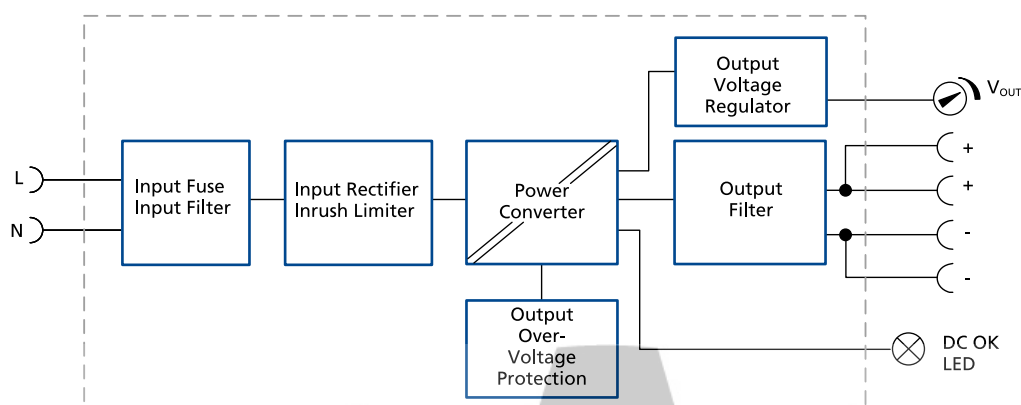 Output
Voltage
Regulator
VOUT
L
N
Input Fuse
Input Filter
Input Rectifier
Inrush Limiter
Power
Converter
Output
Filter
+
+
-
-
Output
Over-
Voltage
Protection
DC OK
LED